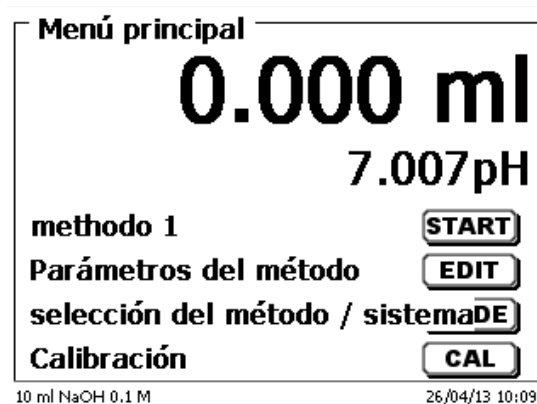 Menú principal
0.000 ml
7.007pH
methodo 1 START
Parámetros del método EDIT
selección del método / sistemaDE
Calibración CAL
10 ml NaOH 0.1 M 26/04/13 10:09